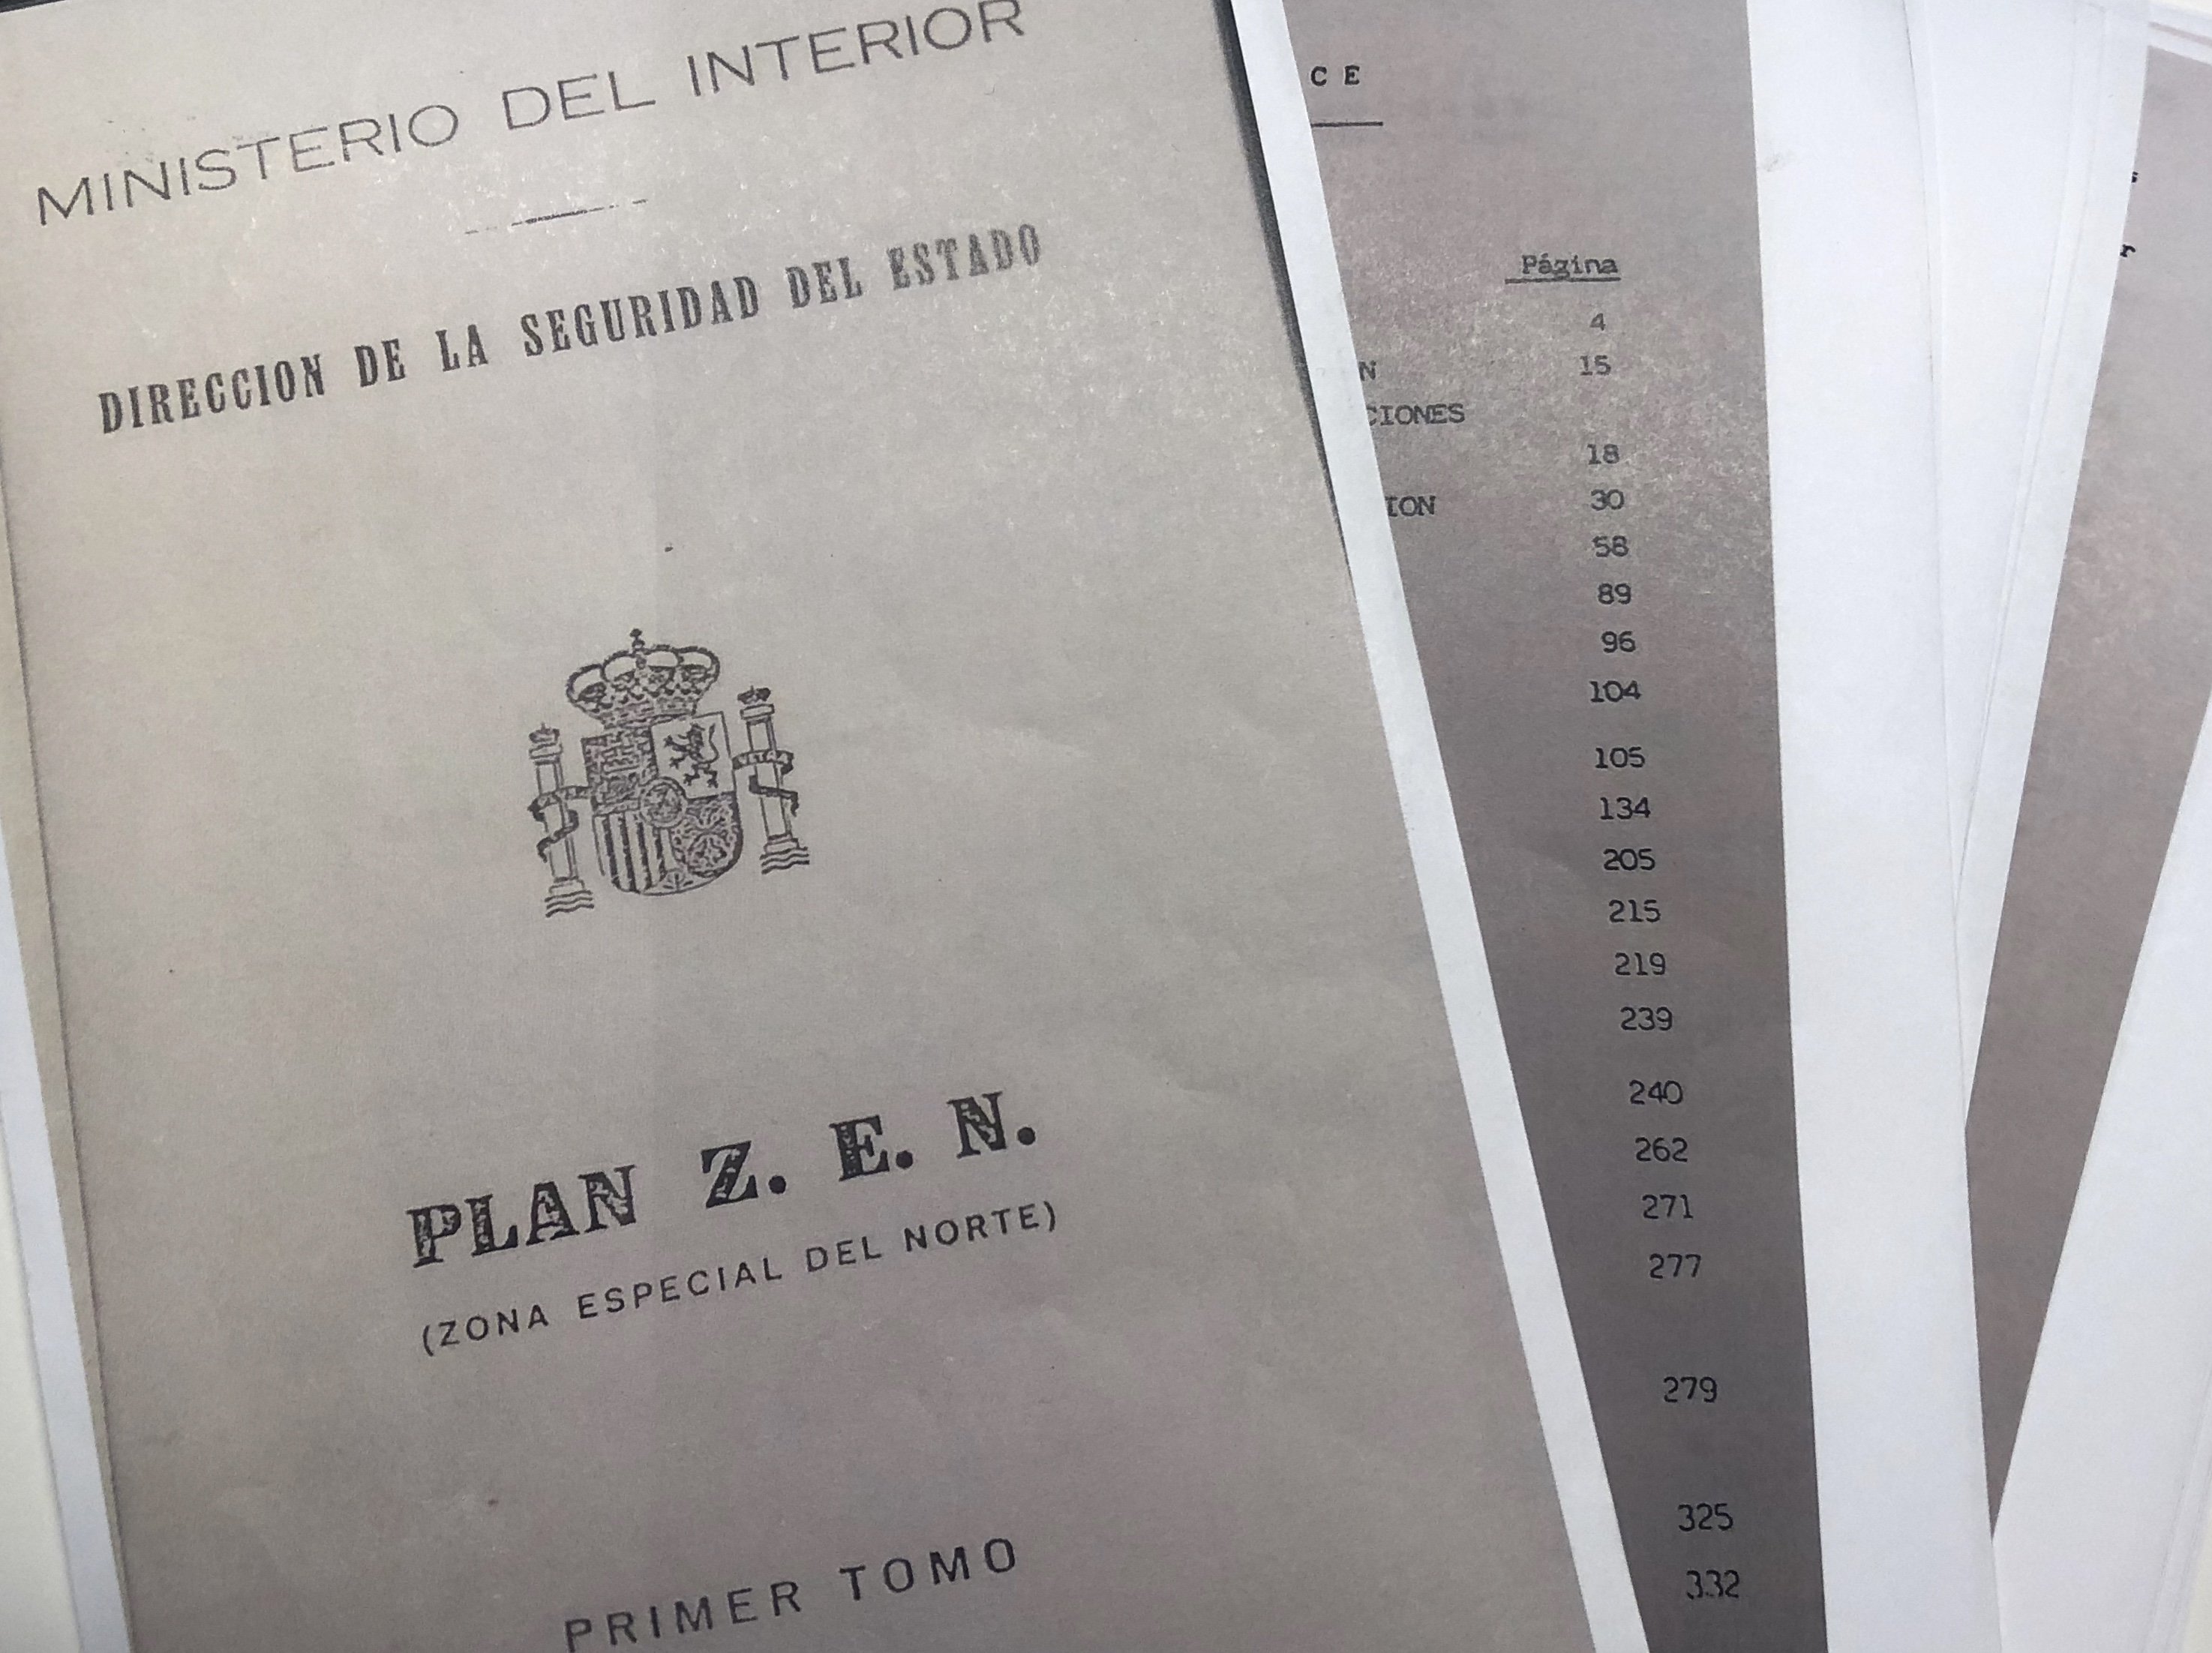 MINISTERIO DEL INTERIOR
DIRECCION DE LA SEGURIDAD DEL ESTADO
PLAN Z. E. N.
(ZONA ESPECIAL DEL NORTE)
PRIMER TOMO
C E
Página
4
N 15
CIONES
18
ION 30
58
89
96
104
105
134
205
215
219
239
240
262
271
277
279
325
332